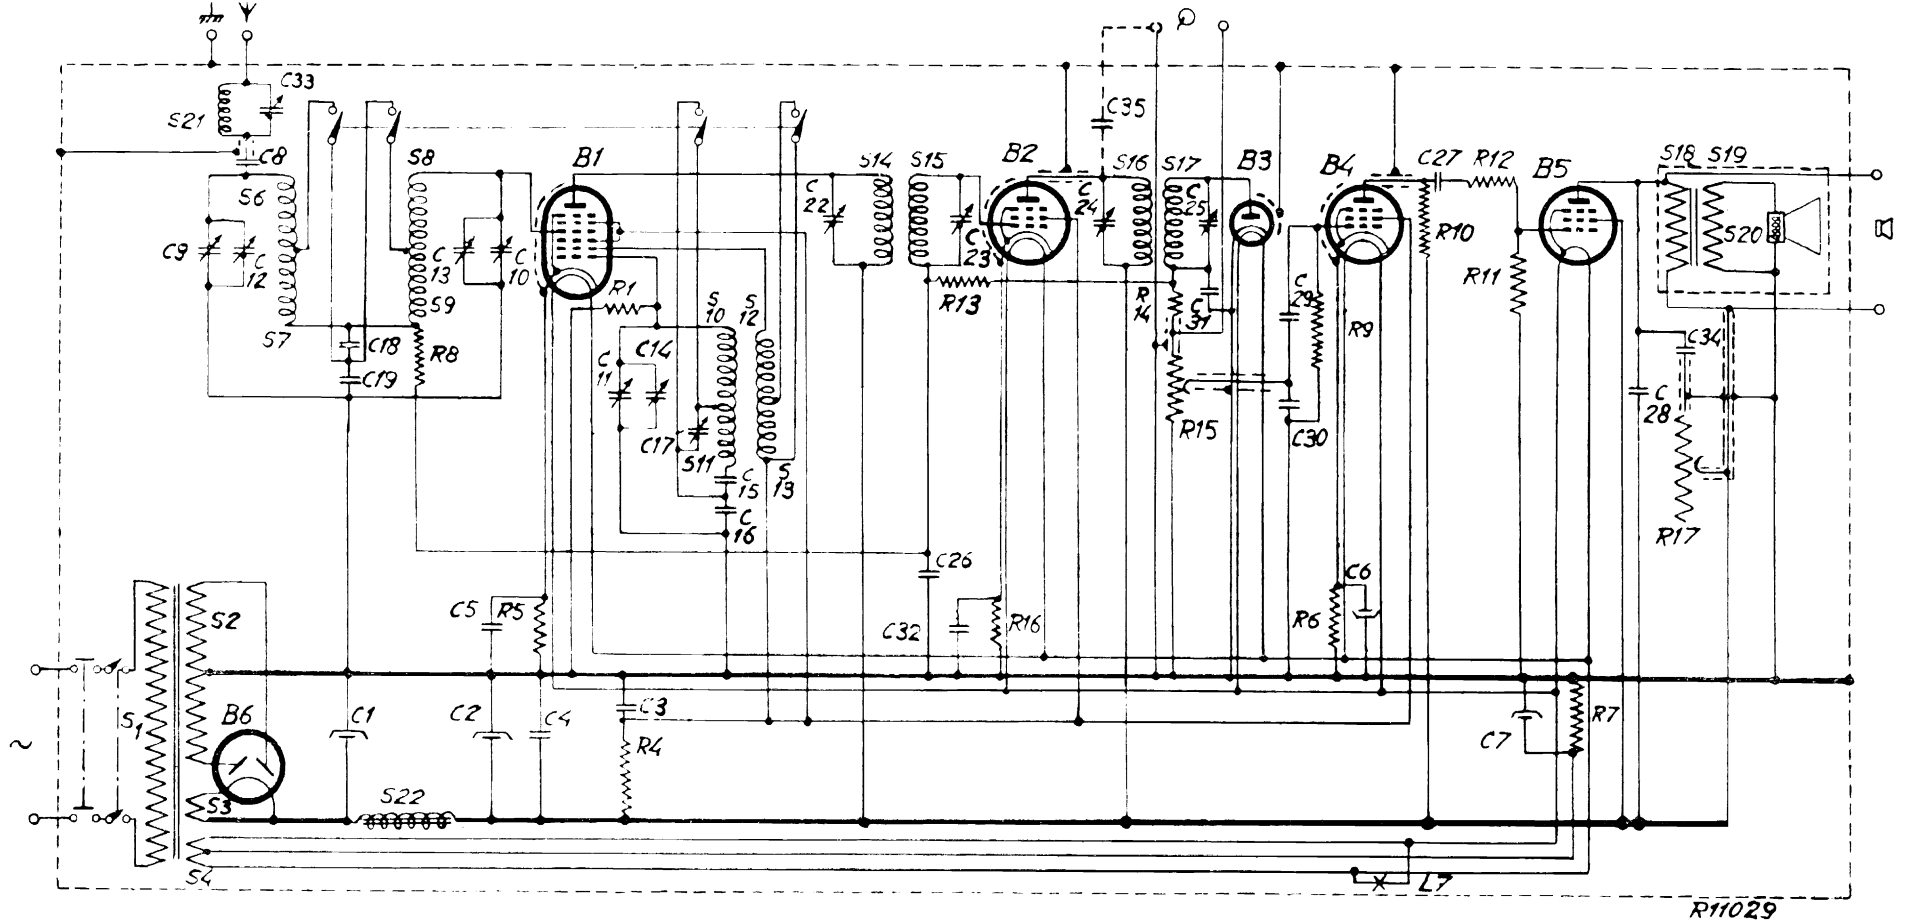 C33
S21
C8
S6
C9
C
12
S7
S8
C
13
S9
C
10
C18
C19
R8
B1
R1
S
10
S
12
C
11
C14
C17
S11
C
15
C
16
S
13
C
22
S14
S15
C
23
R13
B2
C35
S16
C
24
S17
C
25
R
14
C
31
R15
B3
C
29
C30
B4
R9
C27
R12
R10
B5
R11
S18
S19
S20
C34
C
28
R17
C26
C32
R16
C6
R6
C5
R5
S2
S1
B6
S3
S4
C1
C2
C4
C3
R4
S22
C7
R7
L7
~
R11029